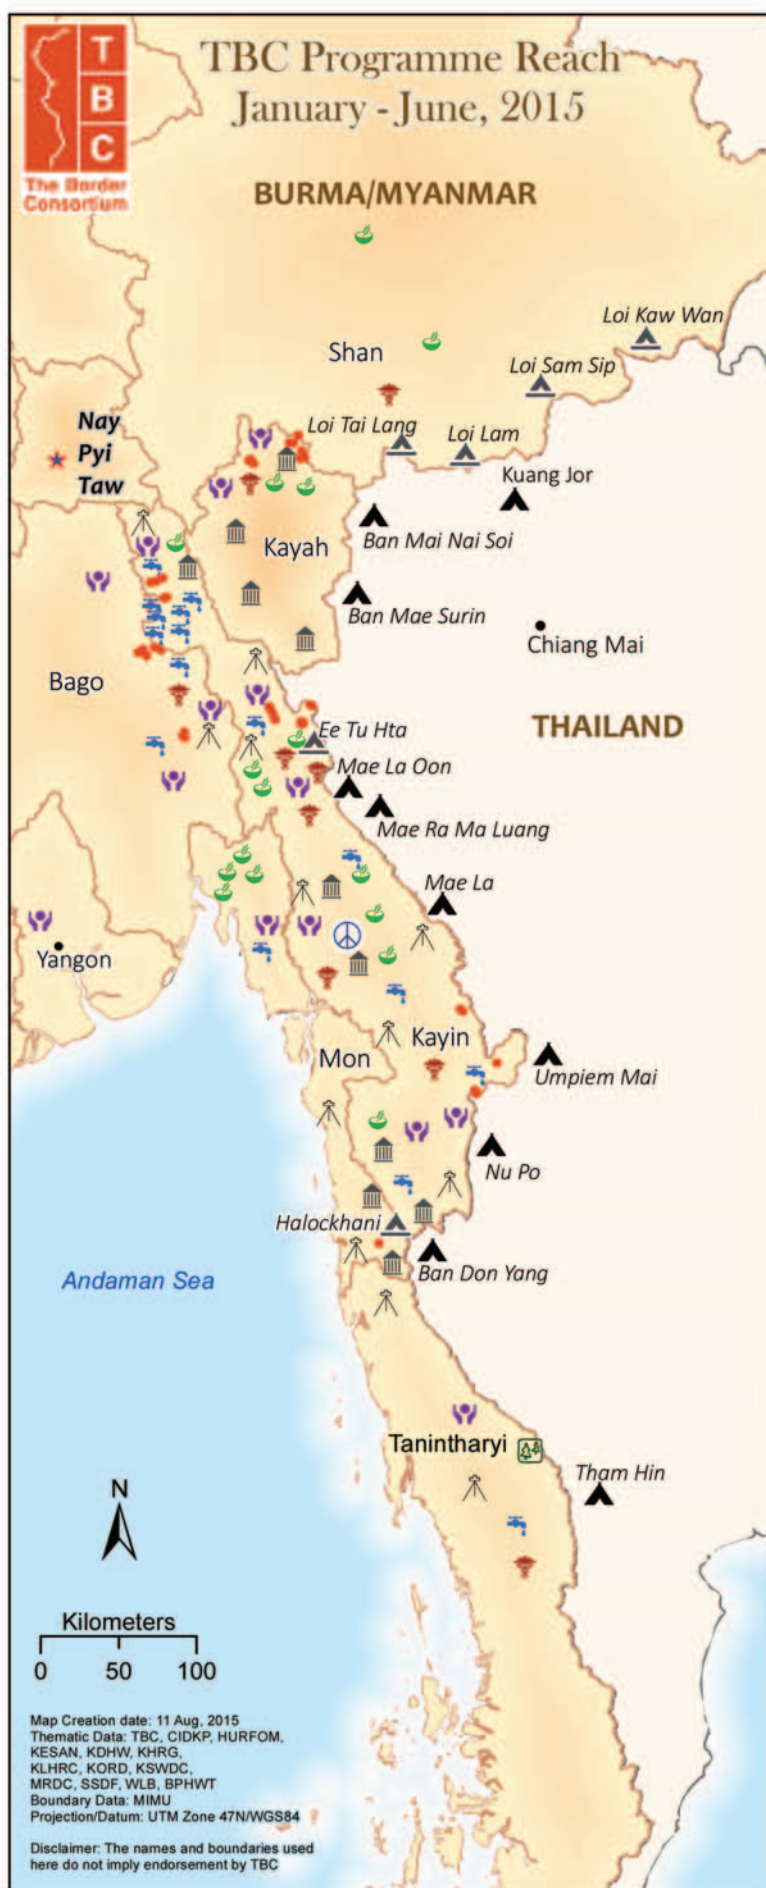 T
B
C
The Border
Consortium
TBC Programme Reach
January - June, 2015
BURMA/MYANMAR
Loi Kaw Wan
Shan
Loi Sam Sip
Nay
Pyi
Taw
Loi Tai Lang
Loi Lam
Kuang Jor
Kayah
Ban Mai Nai Soi
Ban Mae Surin
Chiang Mai
Bago
THAILAND
Ee Tu Hta
Mae La Oon
Mae Ra Ma Luang
Mae La
Yangon
Kayin
Mon
Umpiem Mai
Nu Po
Halockhani
Ban Don Yang
Andaman Sea
Tanintharyi
Tham Hin
N
Kilometers
0 50 100
Map Creation date: 11 Aug, 2015
Thematic Data: TBC, CIDKP, HURFOM,
KESAN, KDHW, KHRG,
KLHRC, KORD, KSWDC,
MRDC, SSDF, WLB, BPHWT
Boundary Data: MIMU
Projection/Datum: UTM Zone 47N/WGS84
Disclaimer: The names and boundaries used
here do not imply endorsement by TBC